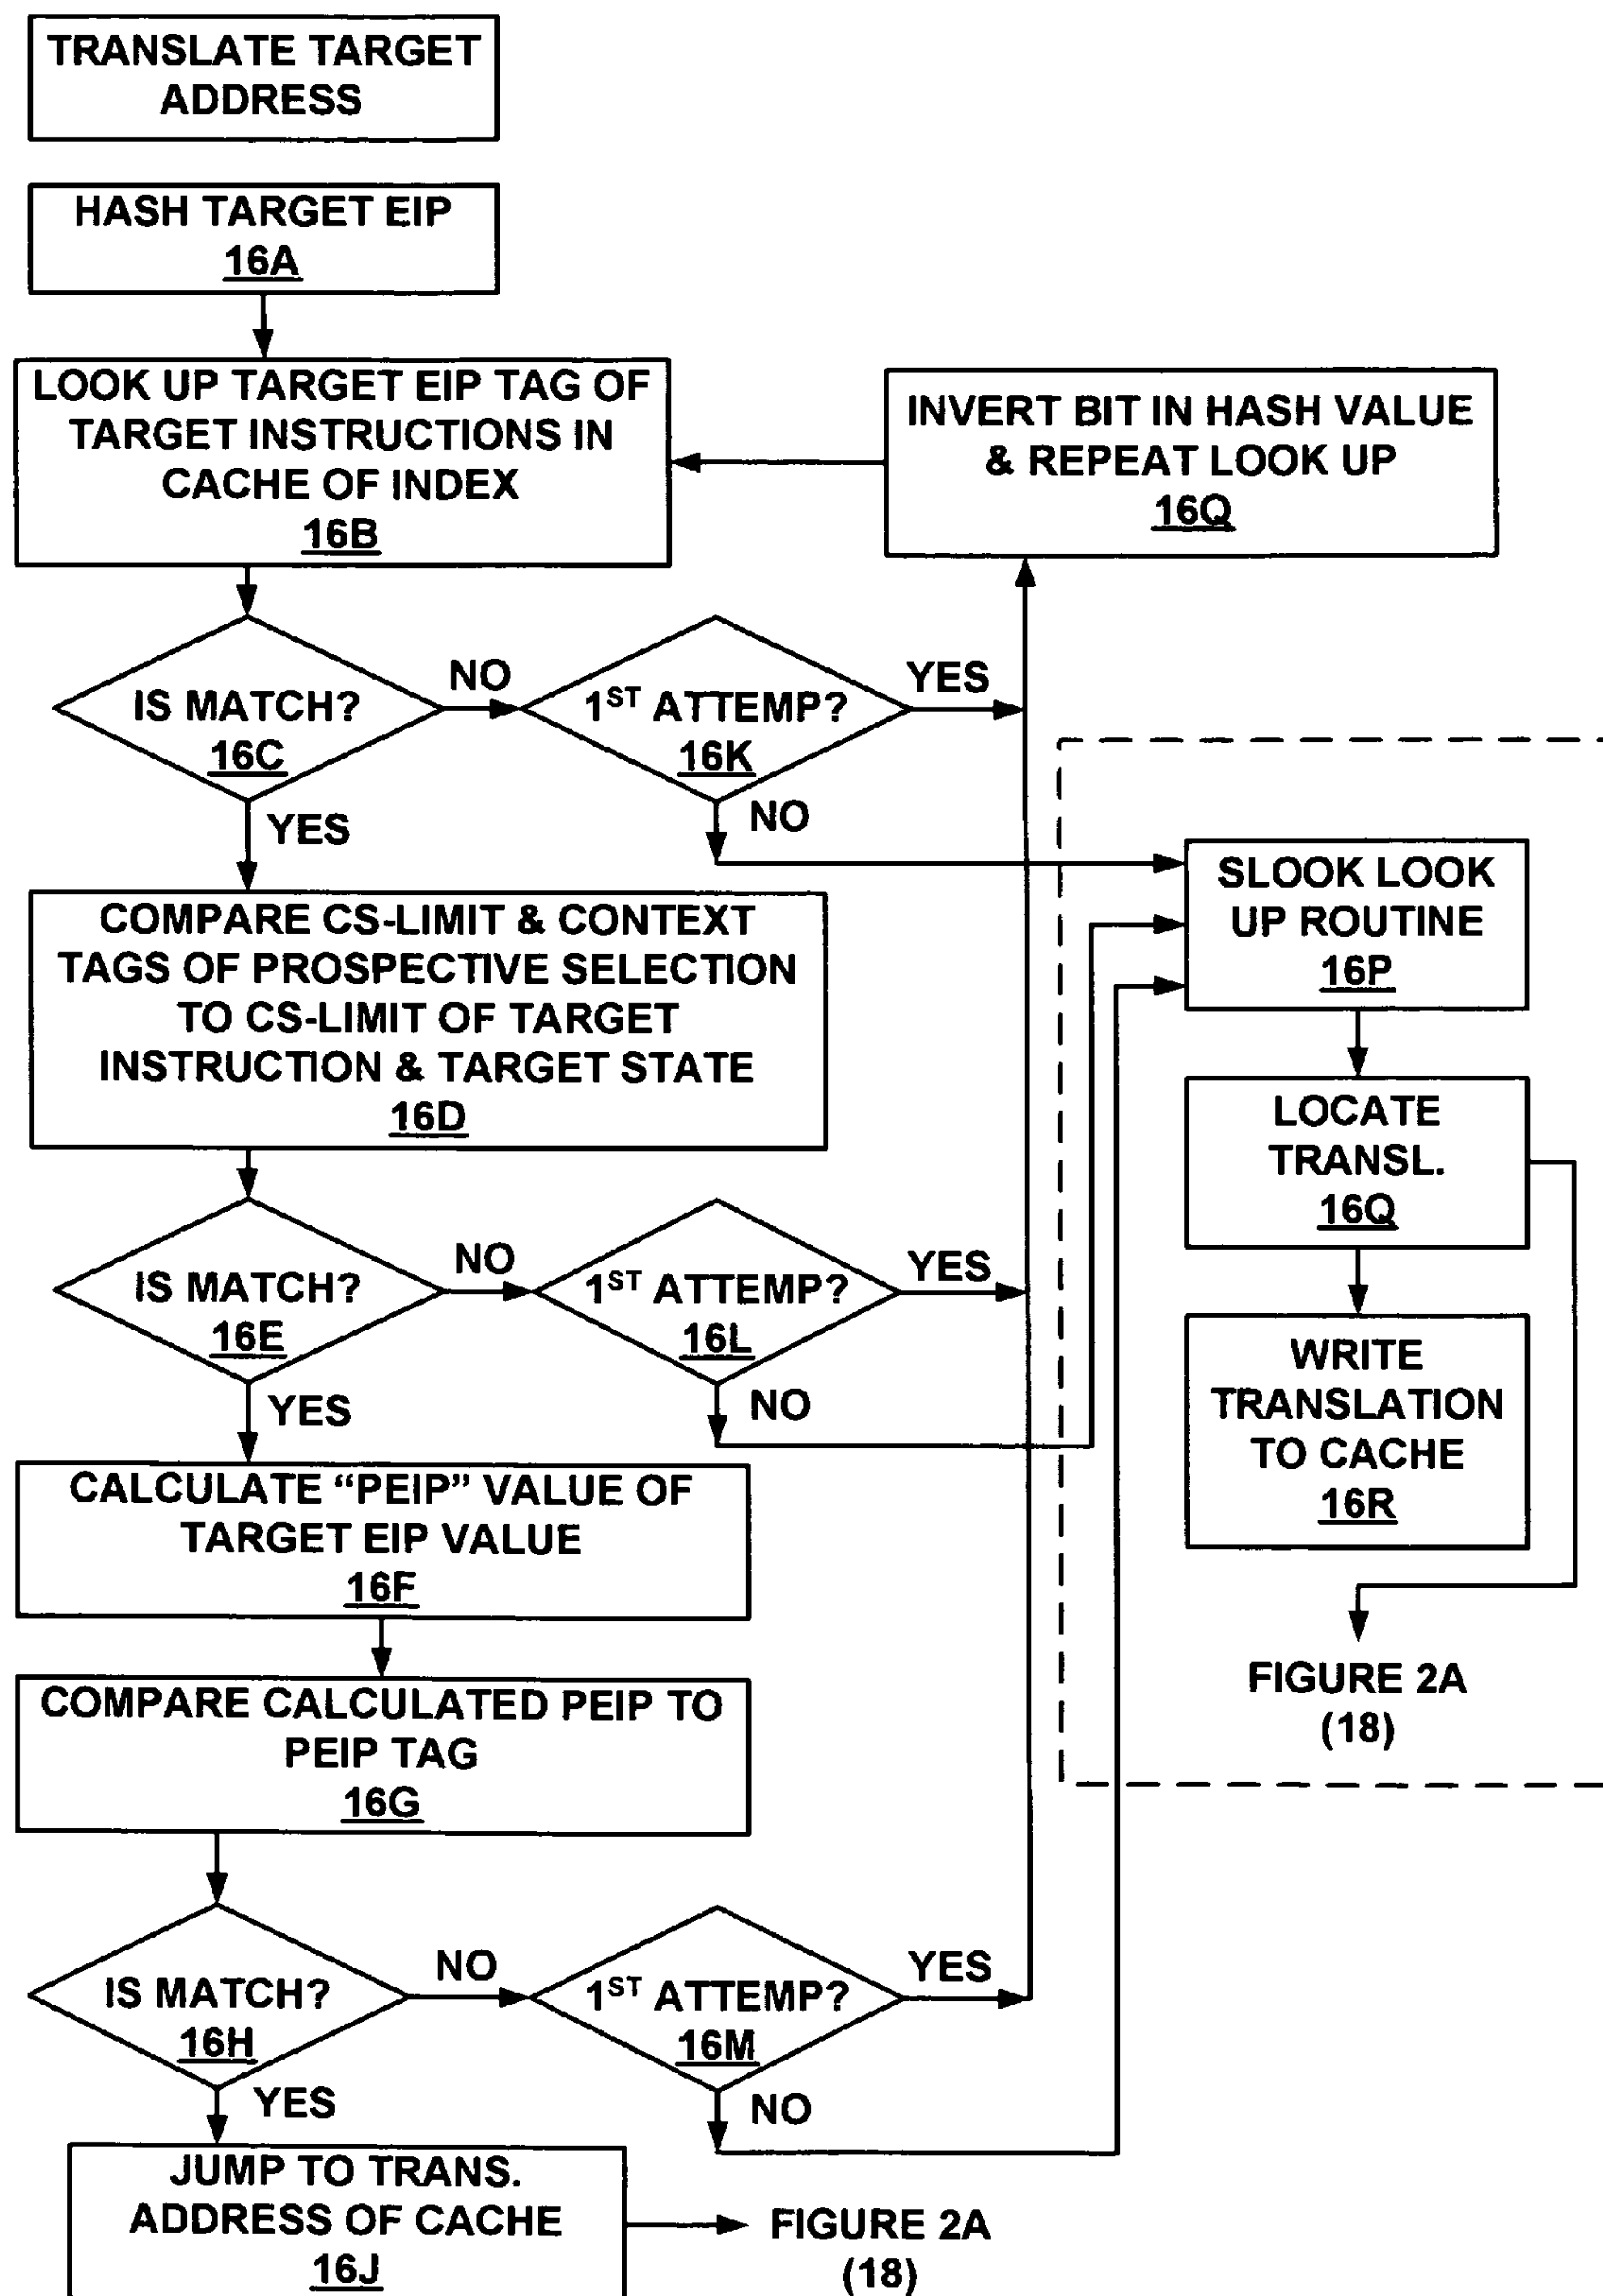 TRANSLATE TARGET
ADDRESS
HASH TARGET EIP
16A
LOOK UP TARGET EIP TAG OF
TARGET INSTRUCTIONS IN
CACHE OF INDEX
16B
INVERT BIT IN HASH VALUE
& REPEAT LOOK UP
16Q
IS MATCH?
16C
NO
1ST ATTEMP?
16K
YES
NO
YES
SLOOK LOOK
UP ROUTINE
16P
COMPARE CS-LIMIT & CONTEXT
TAGS OF PROSPECTIVE SELECTION
TO CS-LIMIT OF TARGET
INSTRUCTION & TARGET STATE
16D
LOCATE
TRANSL.
16Q
IS MATCH?
16E
NO
1ST ATTEMP?
16L
YES
NO
YES
WRITE
TRANSLATION
TO CACHE
16R
CALCULATE “PEIP” VALUE OF
TARGET EIP VALUE
16F
FIGURE 2A
(18)
COMPARE CALCULATED PEIP TO
PEIP TAG
16G
IS MATCH?
16H
NO
1ST ATTEMP?
16M
YES
NO
YES
JUMP TO TRANS.
ADDRESS OF CACHE
16J
FIGURE 2A
(18)